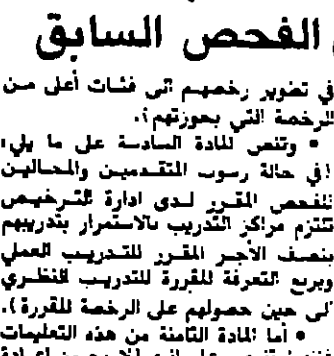 الفحص السابق
في تطوير رخصهم الى فئات أعلى من
الرخصة التي بحوزتهم).
• وتنص المادة السادسة على ما يلي:
(في حالة رسوب المتقدمين والمحالين
للفحص المقرر لدى ادارة الترخيص
تلتزم مراكز التدريب بالاستمرار بتدريبهم
بنصف الأجر المقرر للتدريب العملي
وبربع التعرفة المقررة للتدريب النظري
الى حين حصولهم على الرخصة المقررة).
• أما المادة الثامنة من هذه التعليمات